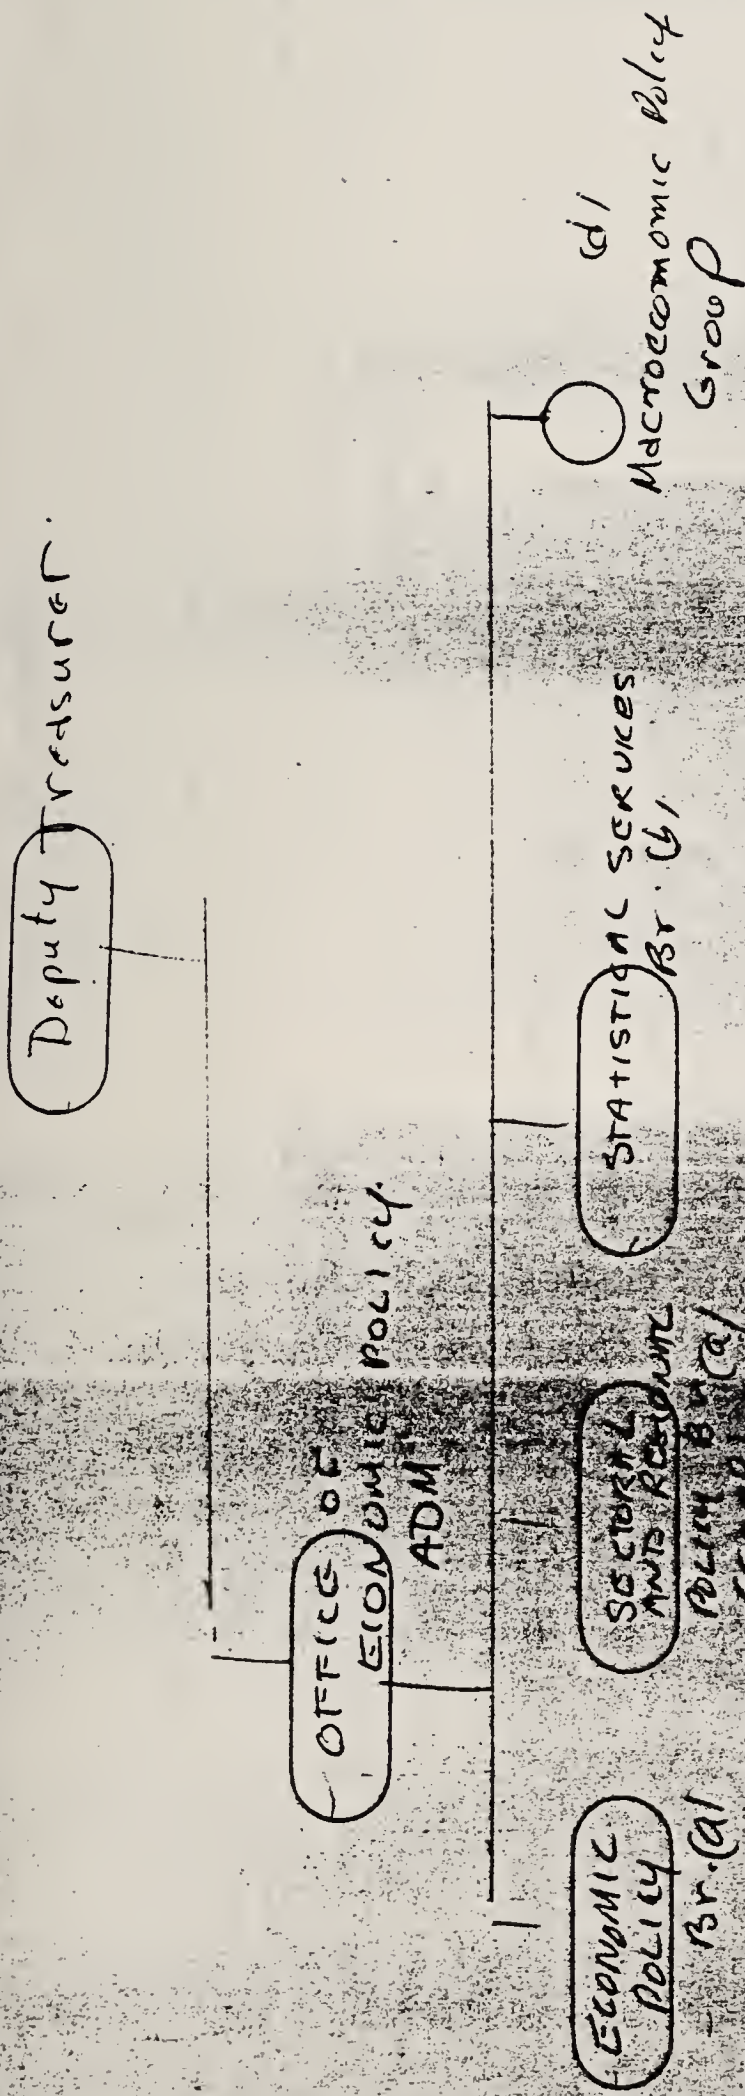 Deputy Treasurer.
OFFICE OF
ECONOMIC POLICY.
ADM
ECONOMIC
POLICY
Br. (a)
SECTORAL
AND REGIONAL
POLICY Br (a)
STATISTICAL SERVICES
Br. (b)
(d)
Macroeconomic Policy
Group